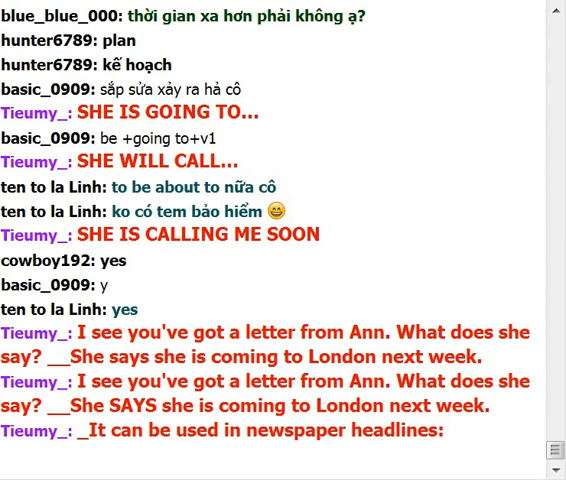 blue_blue_000: thời gian xa hơn phải không ạ?
hunter6789: plan
hunter6789: kế hoạch
basic_0909: sắp sửa xảy ra hả cô
Tieumy_: SHE IS GOING TO...
basic_0909: be +going to+v1
Tieumy_: SHE WILL CALL...
ten to la Linh: to be about to nữa cô
ten to la Linh: ko có tem bảo hiểm 😄
Tieumy_: SHE IS CALLING ME SOON
cowboy192: yes
basic_0909: y
ten to la Linh: yes
Tieumy_: I see you've got a letter from Ann. What does she
say? __She says she is coming to London next week.
Tieumy_: I see you've got a letter from Ann. What does she
say? __She SAYS she is coming to London next week.
Tieumy_: _It can be used in newspaper headlines: